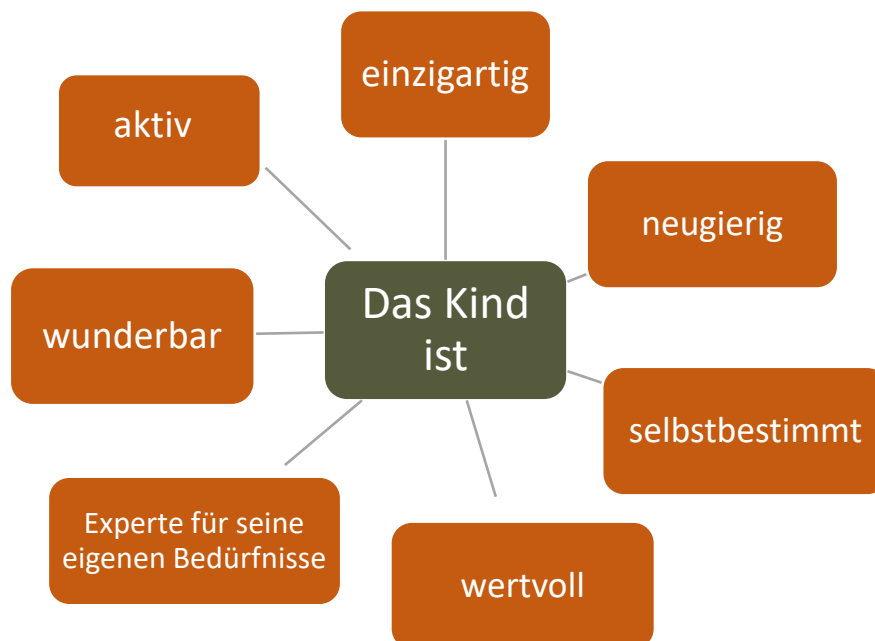 einzigartig
aktiv
neugierig
Das Kind
ist
wunderbar
selbstbestimmt
Experte für seine
eigenen Bedürfnisse
wertvoll